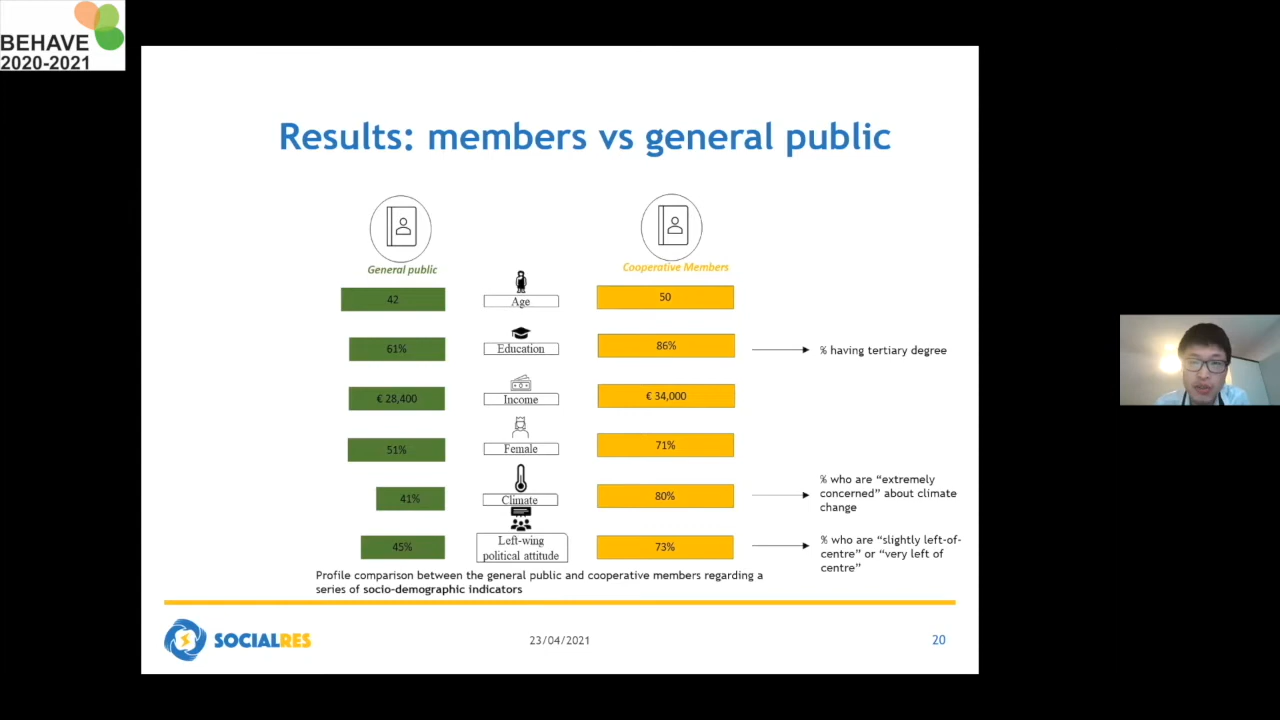 BEHAVE
2020-2021
Results: members vs general public
General public
Cooperative Members
42
Age
50
61%
Education
86%
% having tertiary degree
€ 28,400
Income
€ 34,000
51%
Female
71%
41%
Climate
80%
% who are “extremely
concerned” about climate
change
45%
Left-wing
political attitude
73%
% who are “slightly left-of-
centre” or “very left of
centre”
Profile comparison between the general public and cooperative members regarding a
series of socio-demographic indicators
SOCIALRES
23/04/2021
20